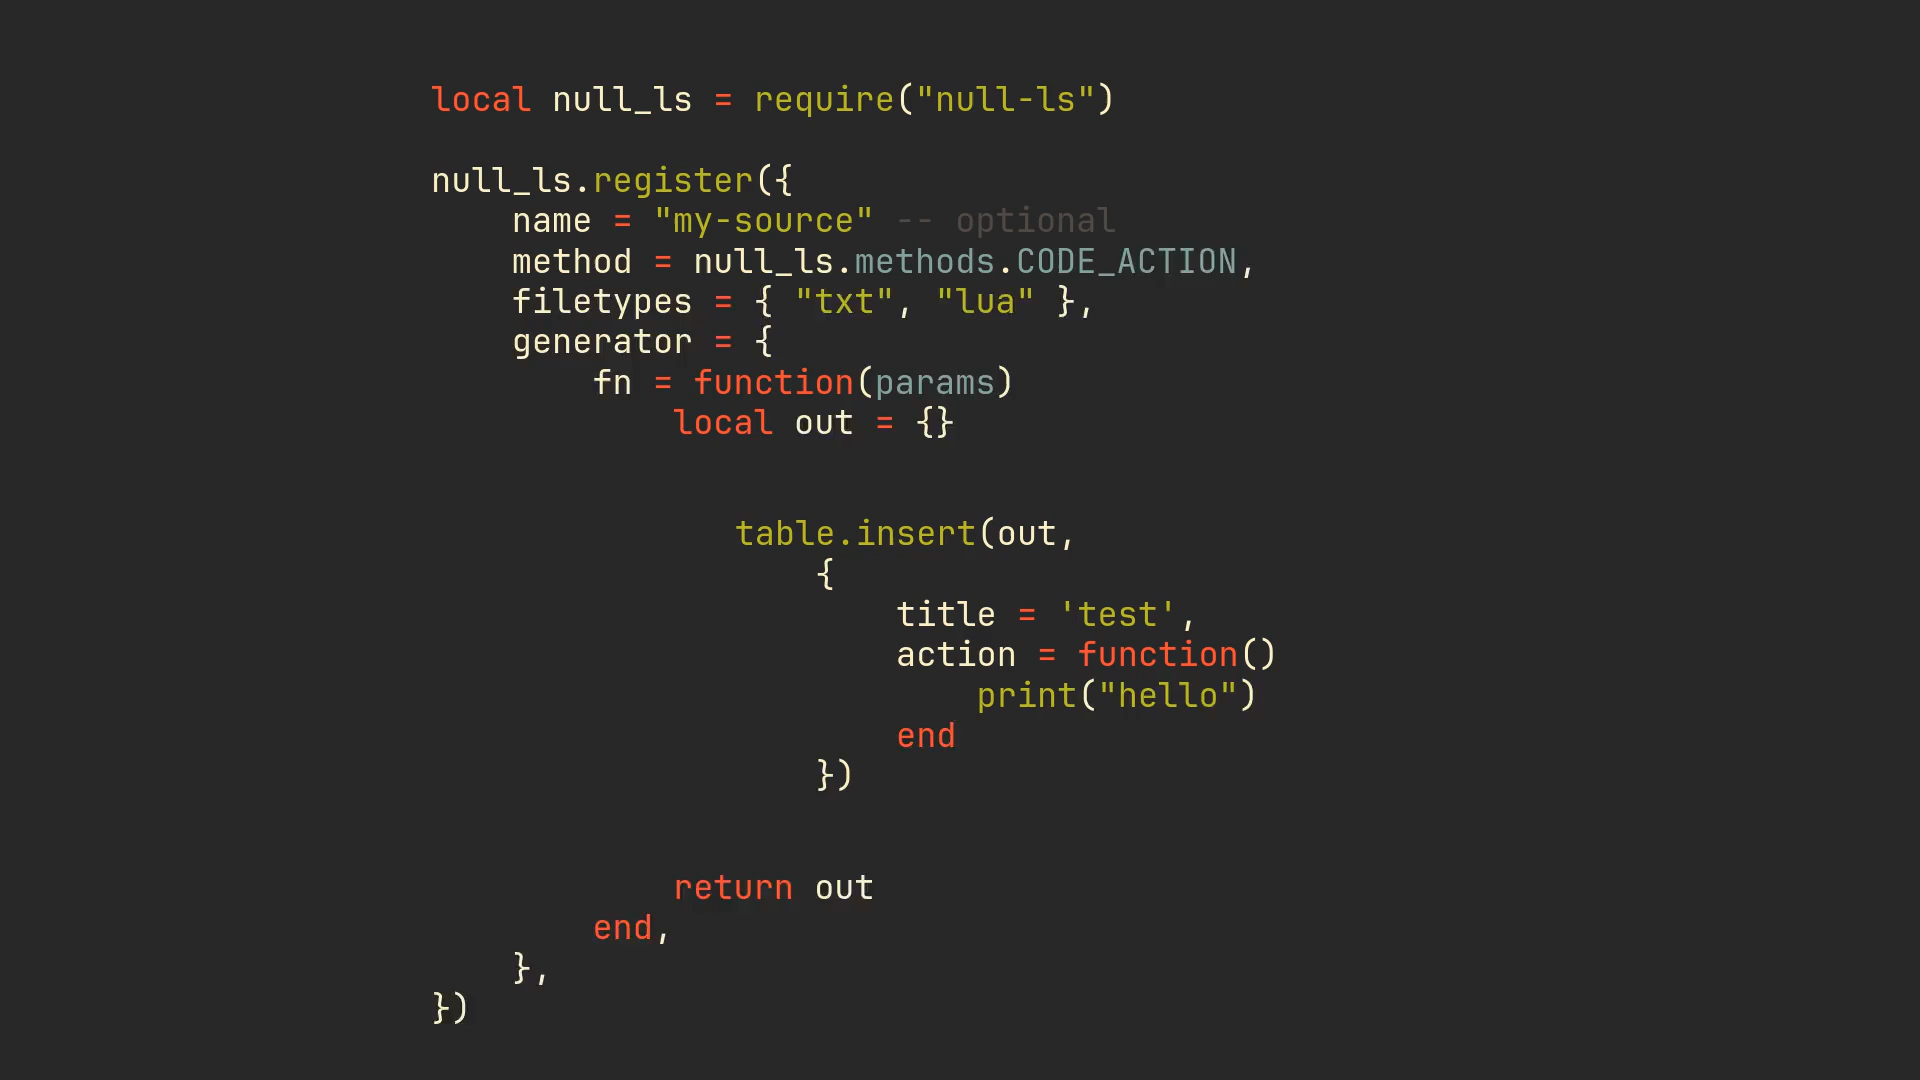 local null_ls = require("null-ls")
null_ls.register({
name = "my-source" -- optional
method = null_ls.methods.CODE_ACTION,
filetypes = { "txt", "lua" },
generator = {
fn = function(params)
local out = {}
table.insert(out,
{
title = 'test',
action = function()
print("hello")
end
})
return out
end,
},
})